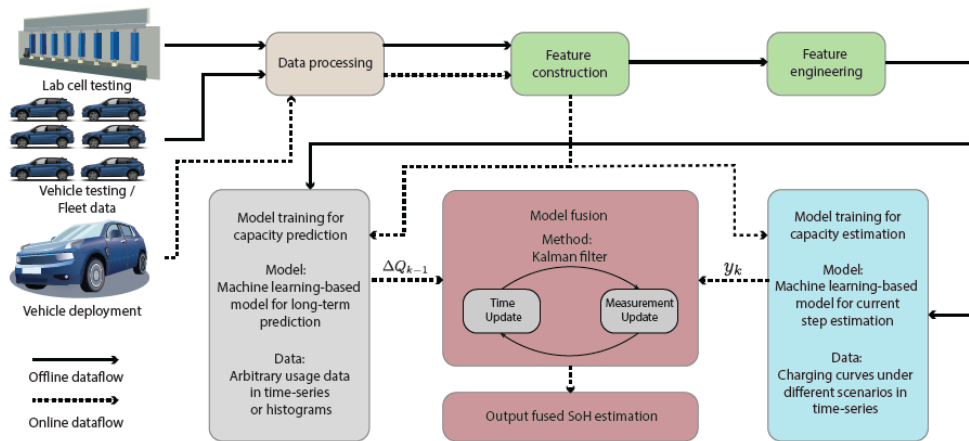 Lab cell testing
Vehicle testing /
Fleet data
Vehicle deployment
Offline dataflow
Online dataflow
Data processing
Feature
construction
Feature
engineering
Model training for
capacity prediction
Model:
Machine learning-based
model for long-term
prediction
Data:
Arbitrary usage data
in time-series
or histograms
ΔQₖ₋₁
Model fusion
Method:
Kalman filter
Time
Update
Measurement
Update
yₖ
Output fused SoH estimation
Model training for
capacity estimation
Model:
Machine learning-based
model for current
step estimation
Data:
Charging curves under
different scenarios in
time-series